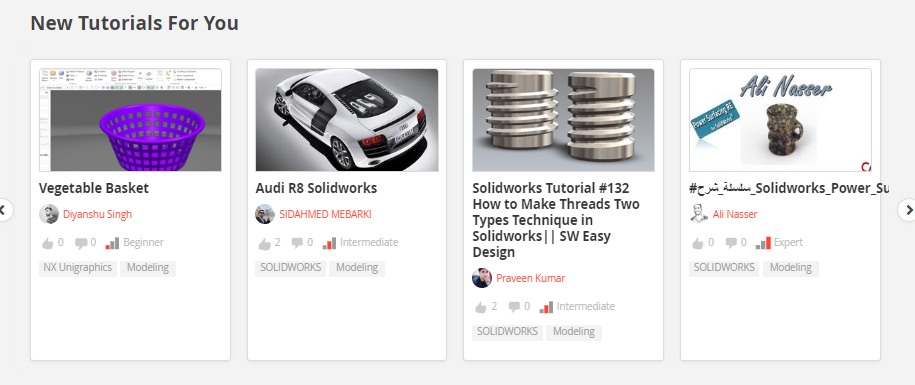 New Tutorials For You
Ali Nasser
Power Surfacing RE
for SolidWorks
Vegetable Basket
Diyanshu Singh
0 0 Beginner
NX Unigraphics Modeling
Audi R8 Solidworks
SIDAHMED MEBARKI
2 0 Intermediate
SOLIDWORKS Modeling
Solidworks Tutorial #132
How to Make Threads Two
Types Technique in
Solidworks|| SW Easy
Design
Praveen Kumar
2 0 Intermediate
SOLIDWORKS Modeling
#سلسلة_شرح_Solidworks_Power_Su
Ali Nasser
0 0 Expert
SOLIDWORKS Modeling